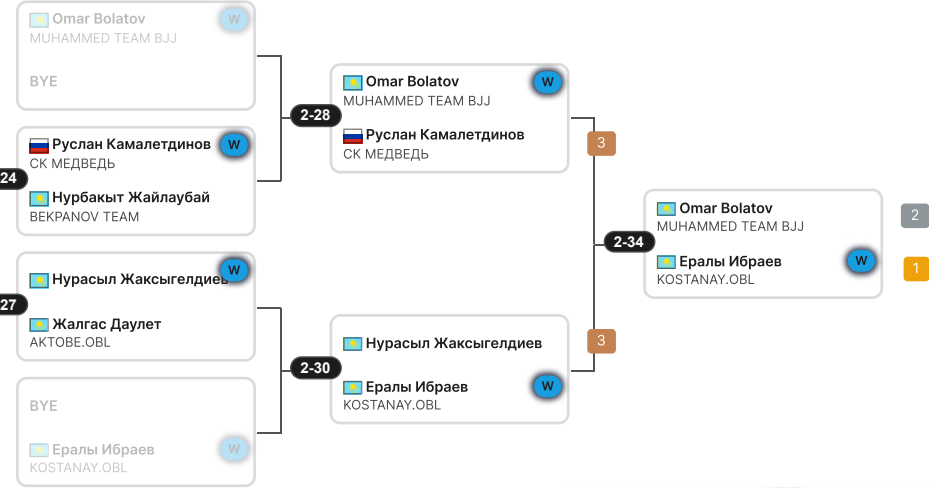 Omar Bolatov
W
MUHAMMED TEAM BJJ
BYE
Руслан Камалетдинов
W
СК МЕДВЕДЬ
24
Нурбакыт Жайлаубай
BEKPANOV TEAM
Нурасыл Жаксыгелдиев
W
27
Жалгас Даулет
AKTOBE.OBL
BYE
Ералы Ибраев
W
KOSTANAY.OBL
2-28
Omar Bolatov
W
MUHAMMED TEAM BJJ
Руслан Камалетдинов
СК МЕДВЕДЬ
3
2-30
Нурасыл Жаксыгелдиев
3
Ералы Ибраев
W
KOSTANAY.OBL
2-34
Omar Bolatov
MUHAMMED TEAM BJJ
2
Ералы Ибраев
W
KOSTANAY.OBL
1